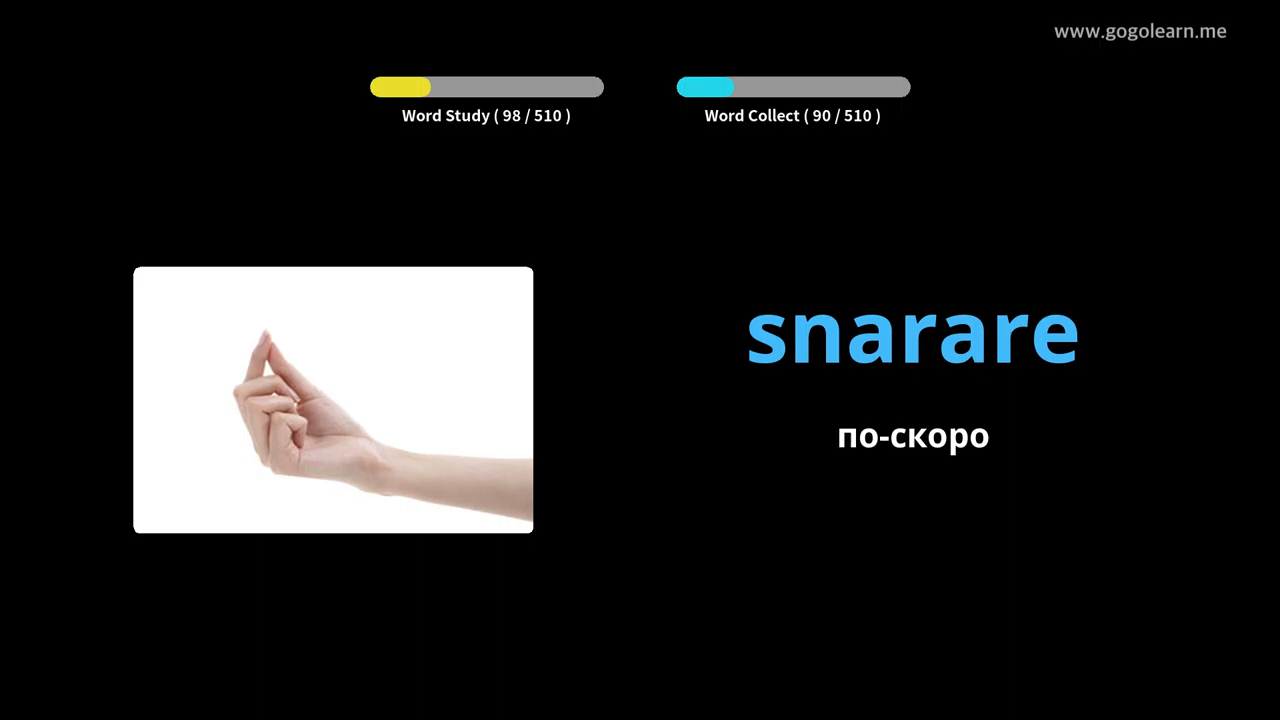 www.gogolearn.me
Word Study ( 98 / 510 )
Word Collect ( 90 / 510 )
snarare
по-скоро